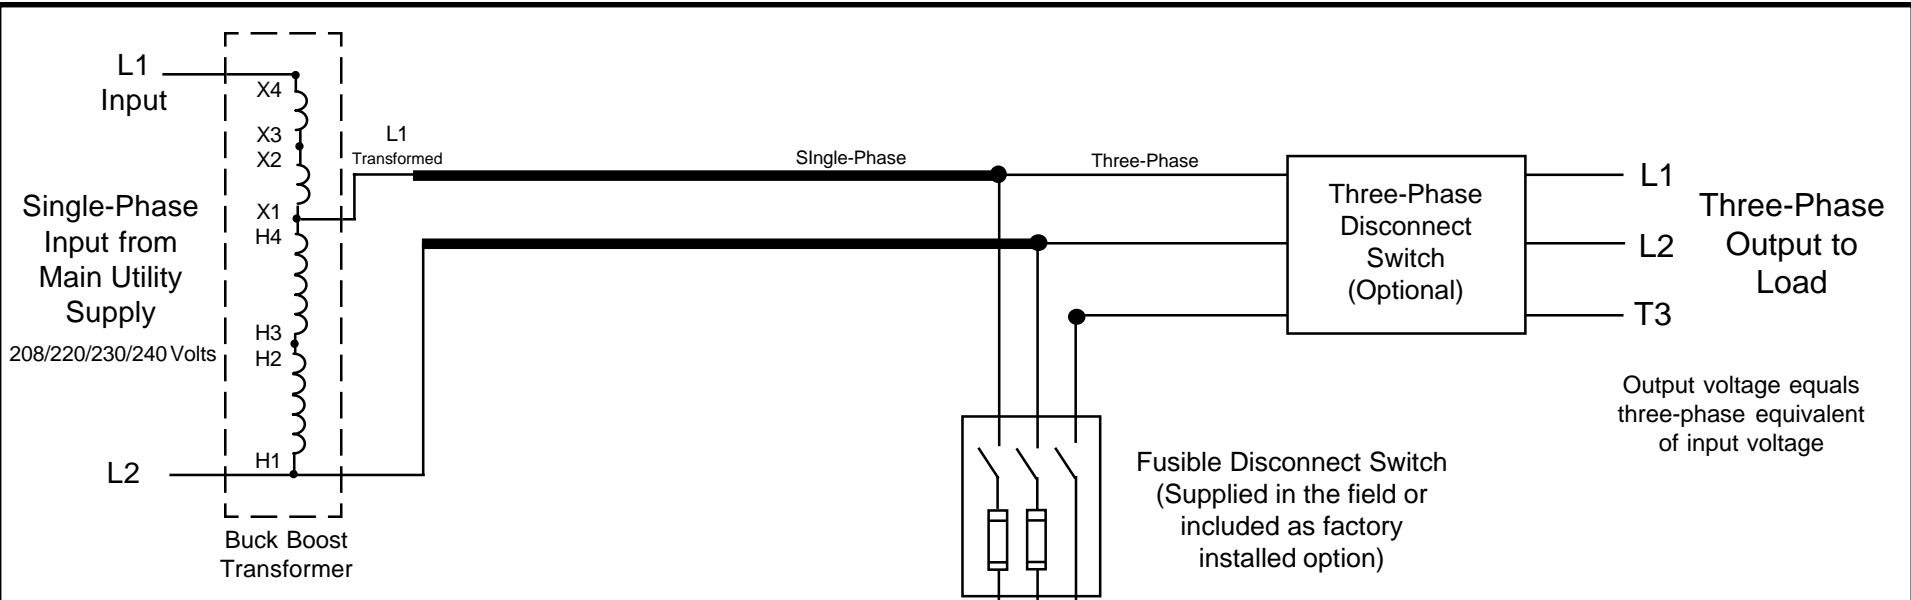 L1
Input
Single-Phase
Input from
Main Utility
Supply
208/220/230/240 Volts
L2
X4
X3
X2
X1
H4
H3
H2
H1
Buck Boost
Transformer
L1
Transformed
SIngle-Phase
Three-Phase
Three-Phase
Disconnect
Switch
(Optional)
L1
L2
T3
Three-Phase
Output to
Load
Output voltage equals
three-phase equivalent
of input voltage
Fusible Disconnect Switch
(Supplied in the field or
included as factory
installed option)